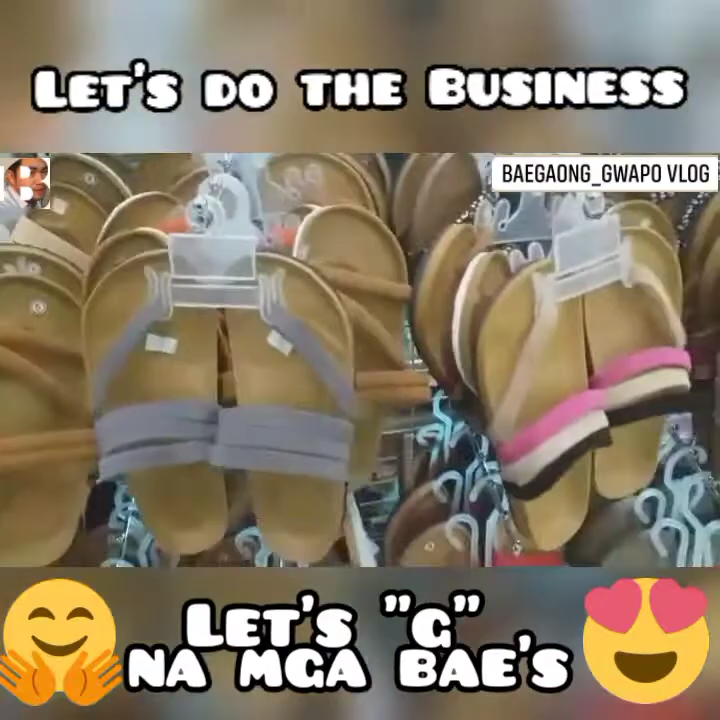 LET'S DO THE BUSINESS
BAEGAONG_GWAPO VLOG
LET'S "G"
NA MGA BAE'S